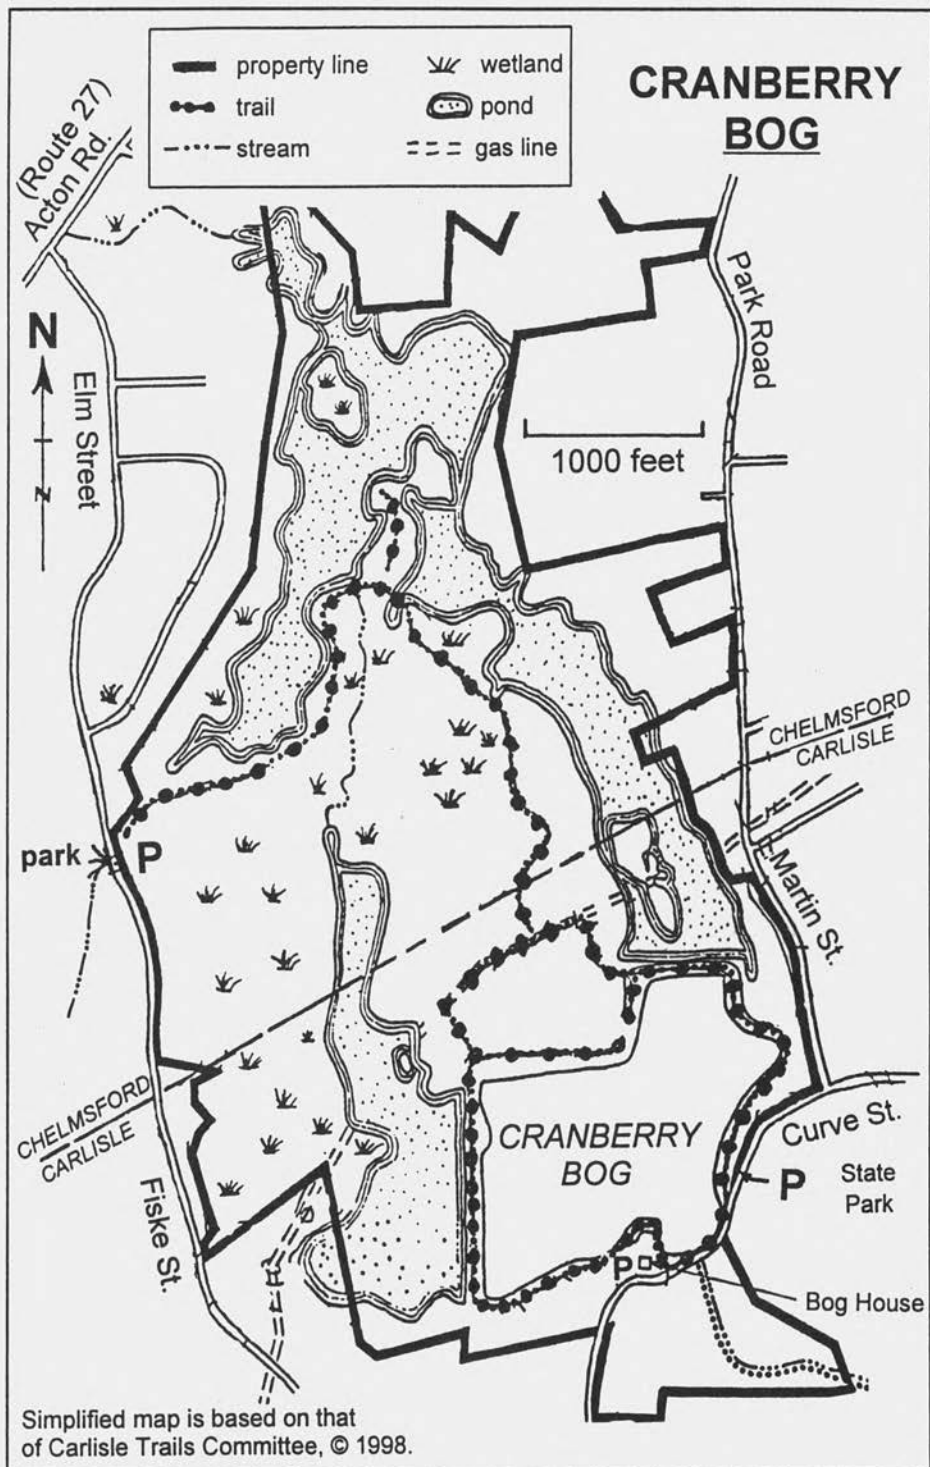 property line
trail
stream
wetland
pond
gas line
CRANBERRY
BOG
(Route 27)
Acton Rd.
N
Elm Street
Park Road
1000 feet
CHELMSFORD
CARLISLE
park
P
Martin St.
CHELMSFORD
CARLISLE
CRANBERRY
BOG
Curve St.
P
State
Park
Fiske St.
P
Bog House
Simplified map is based on that
of Carlisle Trails Committee, © 1998.